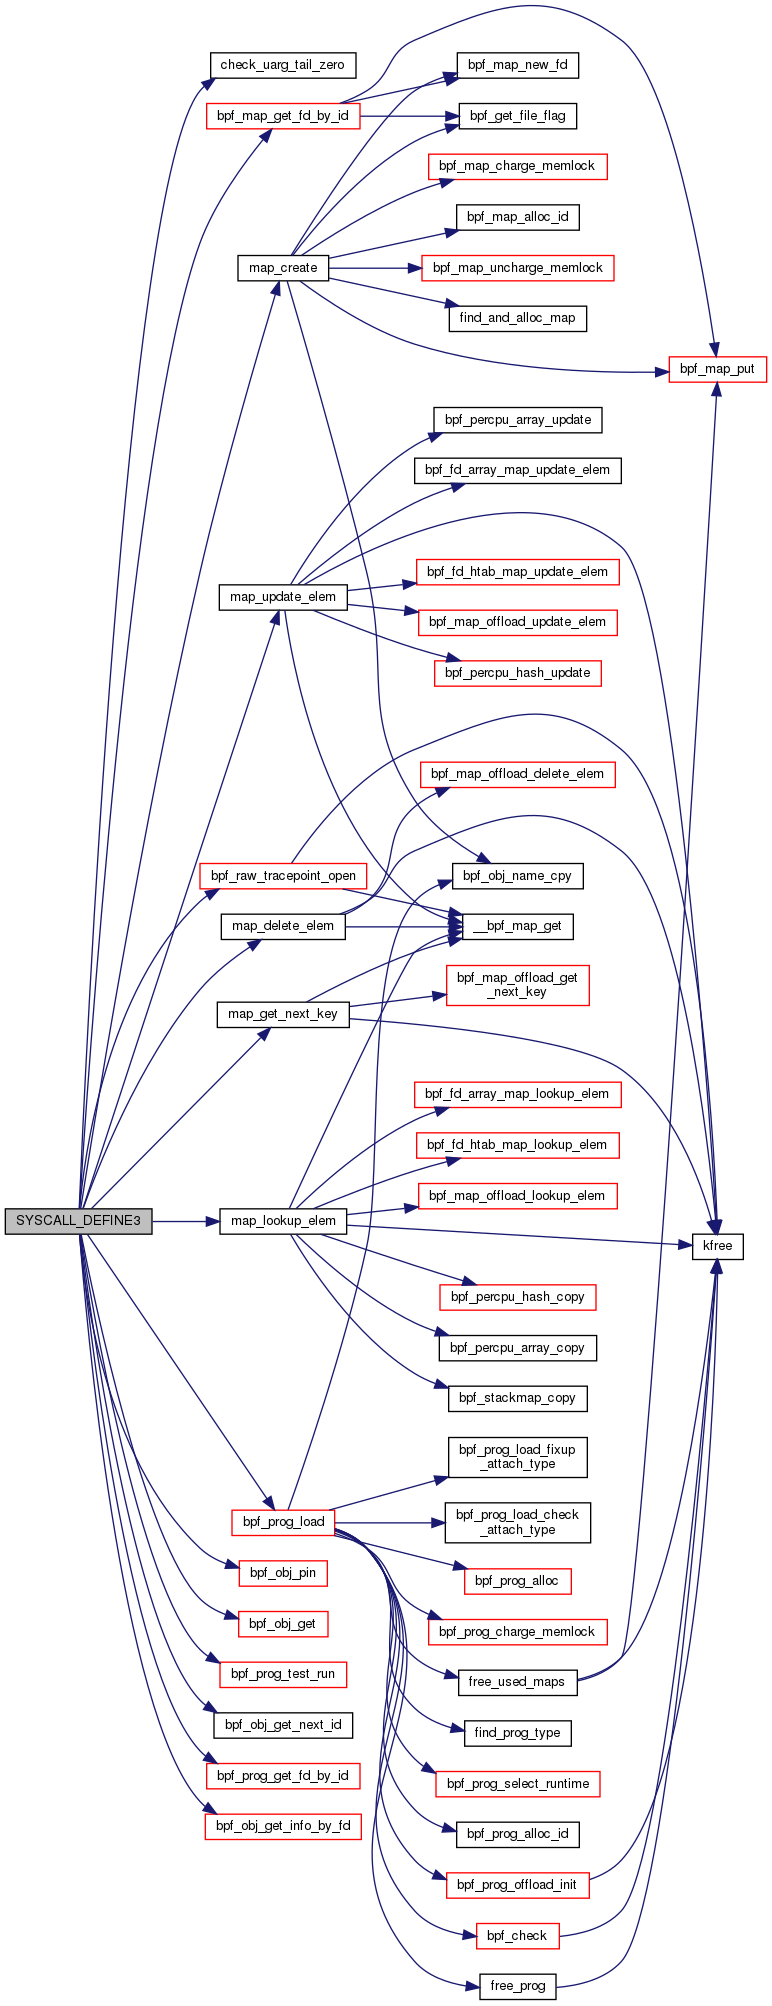 check_uarg_tail_zero
bpf_map_new_fd
bpf_map_get_fd_by_id
bpf_get_file_flag
bpf_map_charge_memlock
bpf_map_alloc_id
map_create
bpf_map_uncharge_memlock
find_and_alloc_map
bpf_map_put
bpf_percpu_array_update
bpf_fd_array_map_update_elem
bpf_fd_htab_map_update_elem
map_update_elem
bpf_map_offload_update_elem
bpf_percpu_hash_update
bpf_map_offload_delete_elem
bpf_raw_tracepoint_open
bpf_obj_name_cpy
map_delete_elem
__bpf_map_get
bpf_map_offload_get
_next_key
map_get_next_key
bpf_fd_array_map_lookup_elem
bpf_fd_htab_map_lookup_elem
bpf_map_offload_lookup_elem
SYSCALL_DEFINE3
map_lookup_elem
kfree
bpf_percpu_hash_copy
bpf_percpu_array_copy
bpf_stackmap_copy
bpf_prog_load_fixup
_attach_type
bpf_prog_load
bpf_prog_load_check
_attach_type
bpf_obj_pin
bpf_prog_alloc
bpf_obj_get
bpf_prog_charge_memlock
bpf_prog_test_run
free_used_maps
bpf_obj_get_next_id
find_prog_type
bpf_prog_get_fd_by_id
bpf_prog_select_runtime
bpf_obj_get_info_by_fd
bpf_prog_alloc_id
bpf_prog_offload_init
bpf_check
free_prog